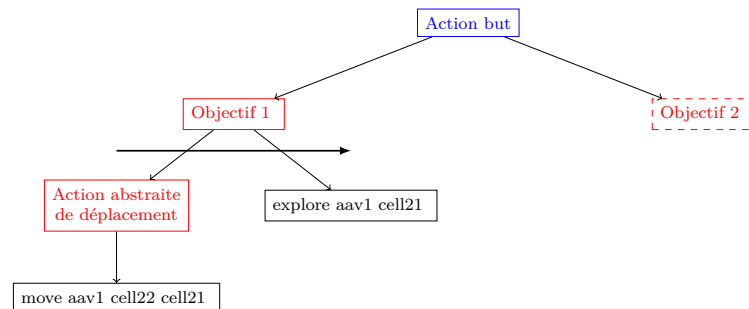 Action but
Objectif 1
Objectif 2
Action abstraite
de déplacement
explore aav1 cell21
move aav1 cell22 cell21